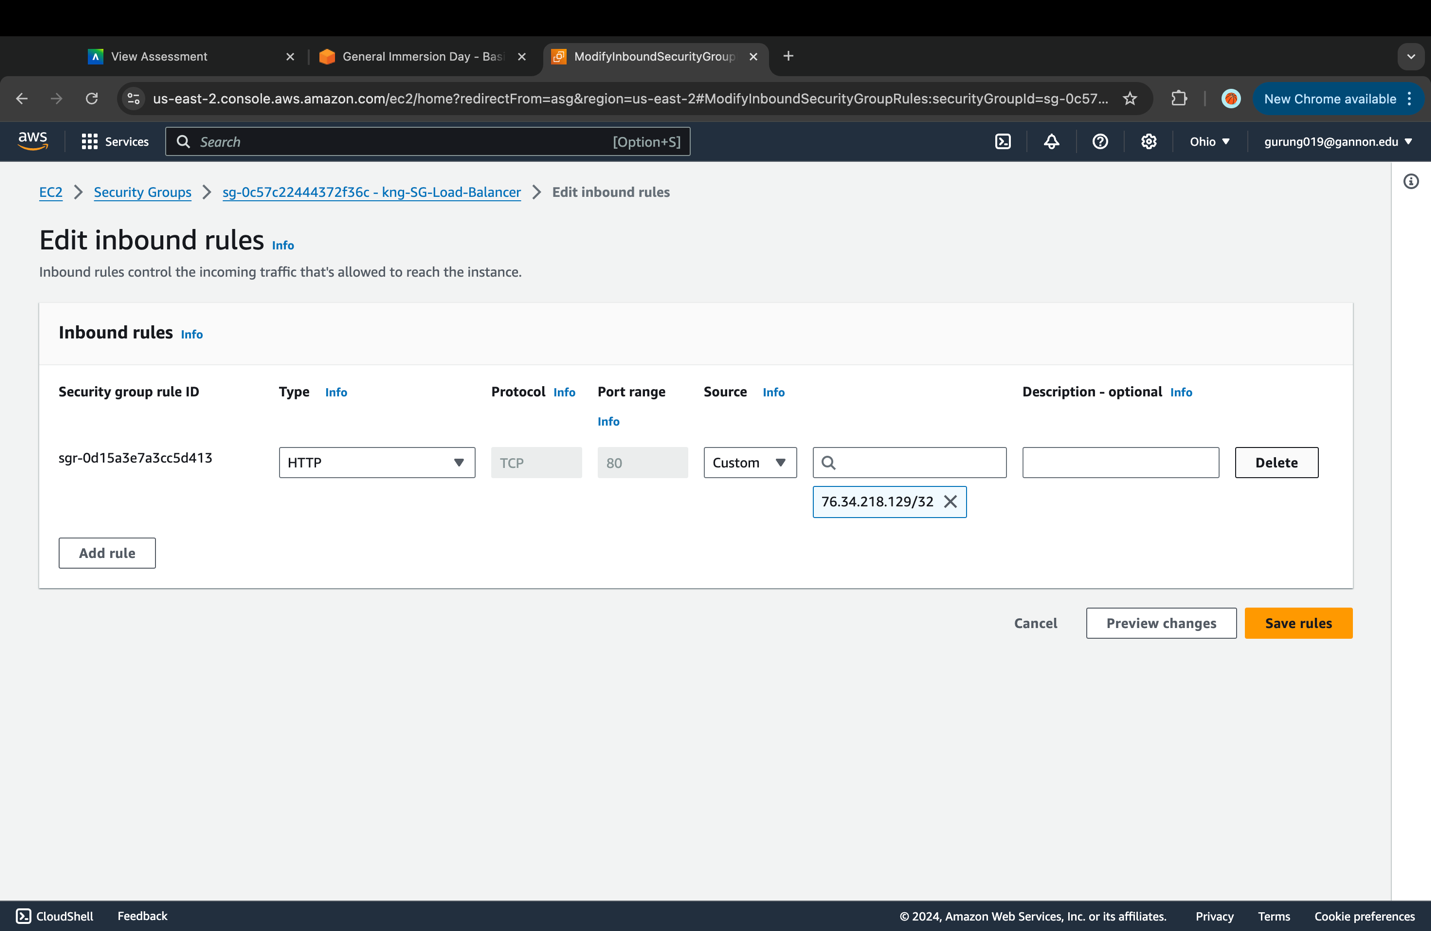 View Assessment
General Immersion Day - Bas
ModifyInboundSecurityGroup
us-east-2.console.aws.amazon.com/ec2/home?redirectFrom=asg&region=us-east-2#ModifyInboundSecurityGroupRules:securityGroupId=sg-0c57...
New Chrome available
aws
Services
Search
[Option+S]
Ohio
gurung019@gannon.edu
EC2 > Security Groups > sg-0c57c22444372f36c - kng-SG-Load-Balancer > Edit inbound rules
Edit inbound rules Info
Inbound rules control the incoming traffic that's allowed to reach the instance.
Inbound rules Info
Security group rule ID
Type Info
Protocol Info
Port range
Info
Source Info
Description - optional Info
sgr-0d15a3e7a3cc5d413
HTTP
TCP
80
Custom
Delete
76.34.218.129/32
Add rule
Cancel
Preview changes
Save rules
CloudShell
Feedback
© 2024, Amazon Web Services, Inc. or its affiliates.
Privacy
Terms
Cookie preferences